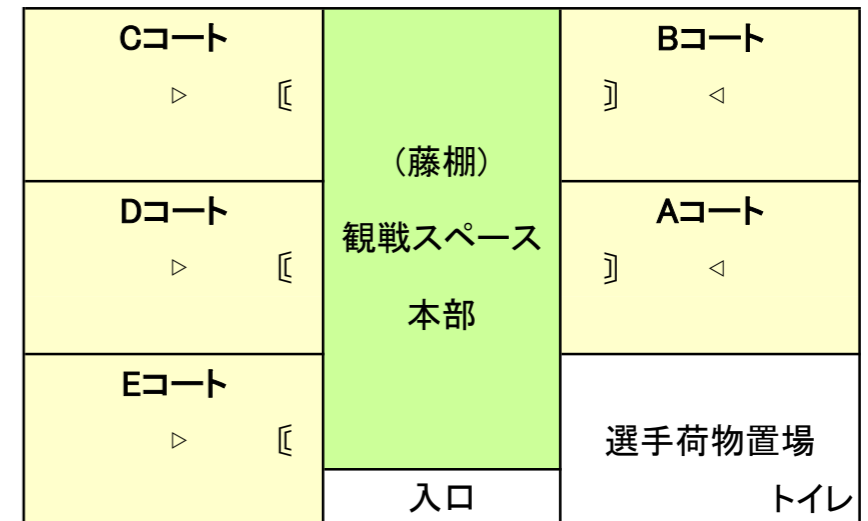 Cコート
▷ 〘
Dコート
▷ 〘
Eコート
▷ 〘
(藤棚)
観戦スペース
本部
入口
Bコート
〙 ◁
Aコート
〙 ◁
選手荷物置場
トイレ